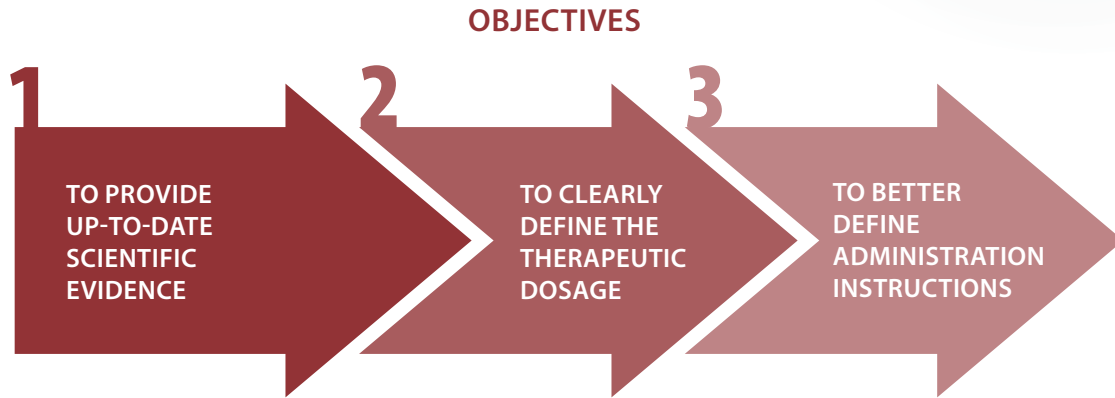 OBJECTIVES
1
TO PROVIDE
UP-TO-DATE
SCIENTIFIC
EVIDENCE
2
TO CLEARLY
DEFINE THE
THERAPEUTIC
DOSAGE
3
TO BETTER
DEFINE
ADMINISTRATION
INSTRUCTIONS